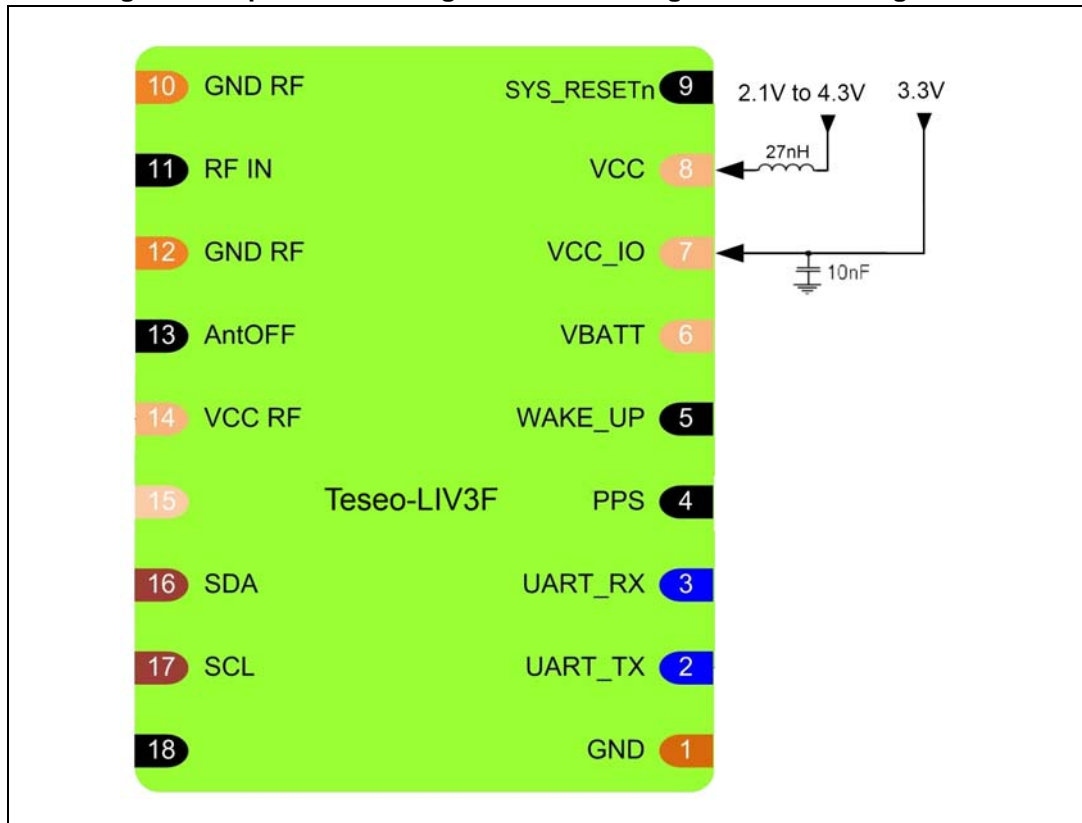 10 GND RF
SYS_RESETn 9
2.1V to 4.3V
3.3V
27nH
11 RF IN
VCC 8
12 GND RF
VCC_IO 7
10nF
13 AntOFF
VBATT 6
14 VCC RF
WAKE_UP 5
15
Teseo-LIV3F
PPS 4
16 SDA
UART_RX 3
17 SCL
UART_TX 2
18
GND 1